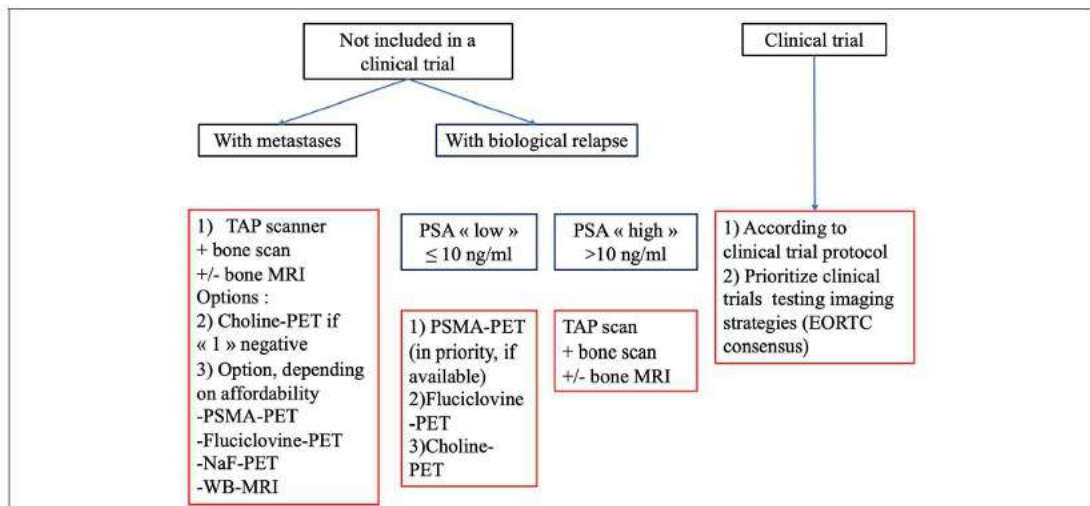 Not included in a
clinical trial
Clinical trial
With metastases
With biological relapse
1) TAP scanner
+ bone scan
+/- bone MRI
Options :
2) Choline-PET if
« 1 » negative
3) Option, depending
on affordability
-PSMA-PET
-Fluciclovine-PET
-NaF-PET
-WB-MRI
PSA « low »
≤ 10 ng/ml
PSA « high »
>10 ng/ml
1) PSMA-PET
(in priority, if
available)
2)Fluciclovine
-PET
3)Choline-
PET
TAP scan
+ bone scan
+/- bone MRI
1) According to
clinical trial protocol
2) Prioritize clinical
trials testing imaging
strategies (EORTC
consensus)